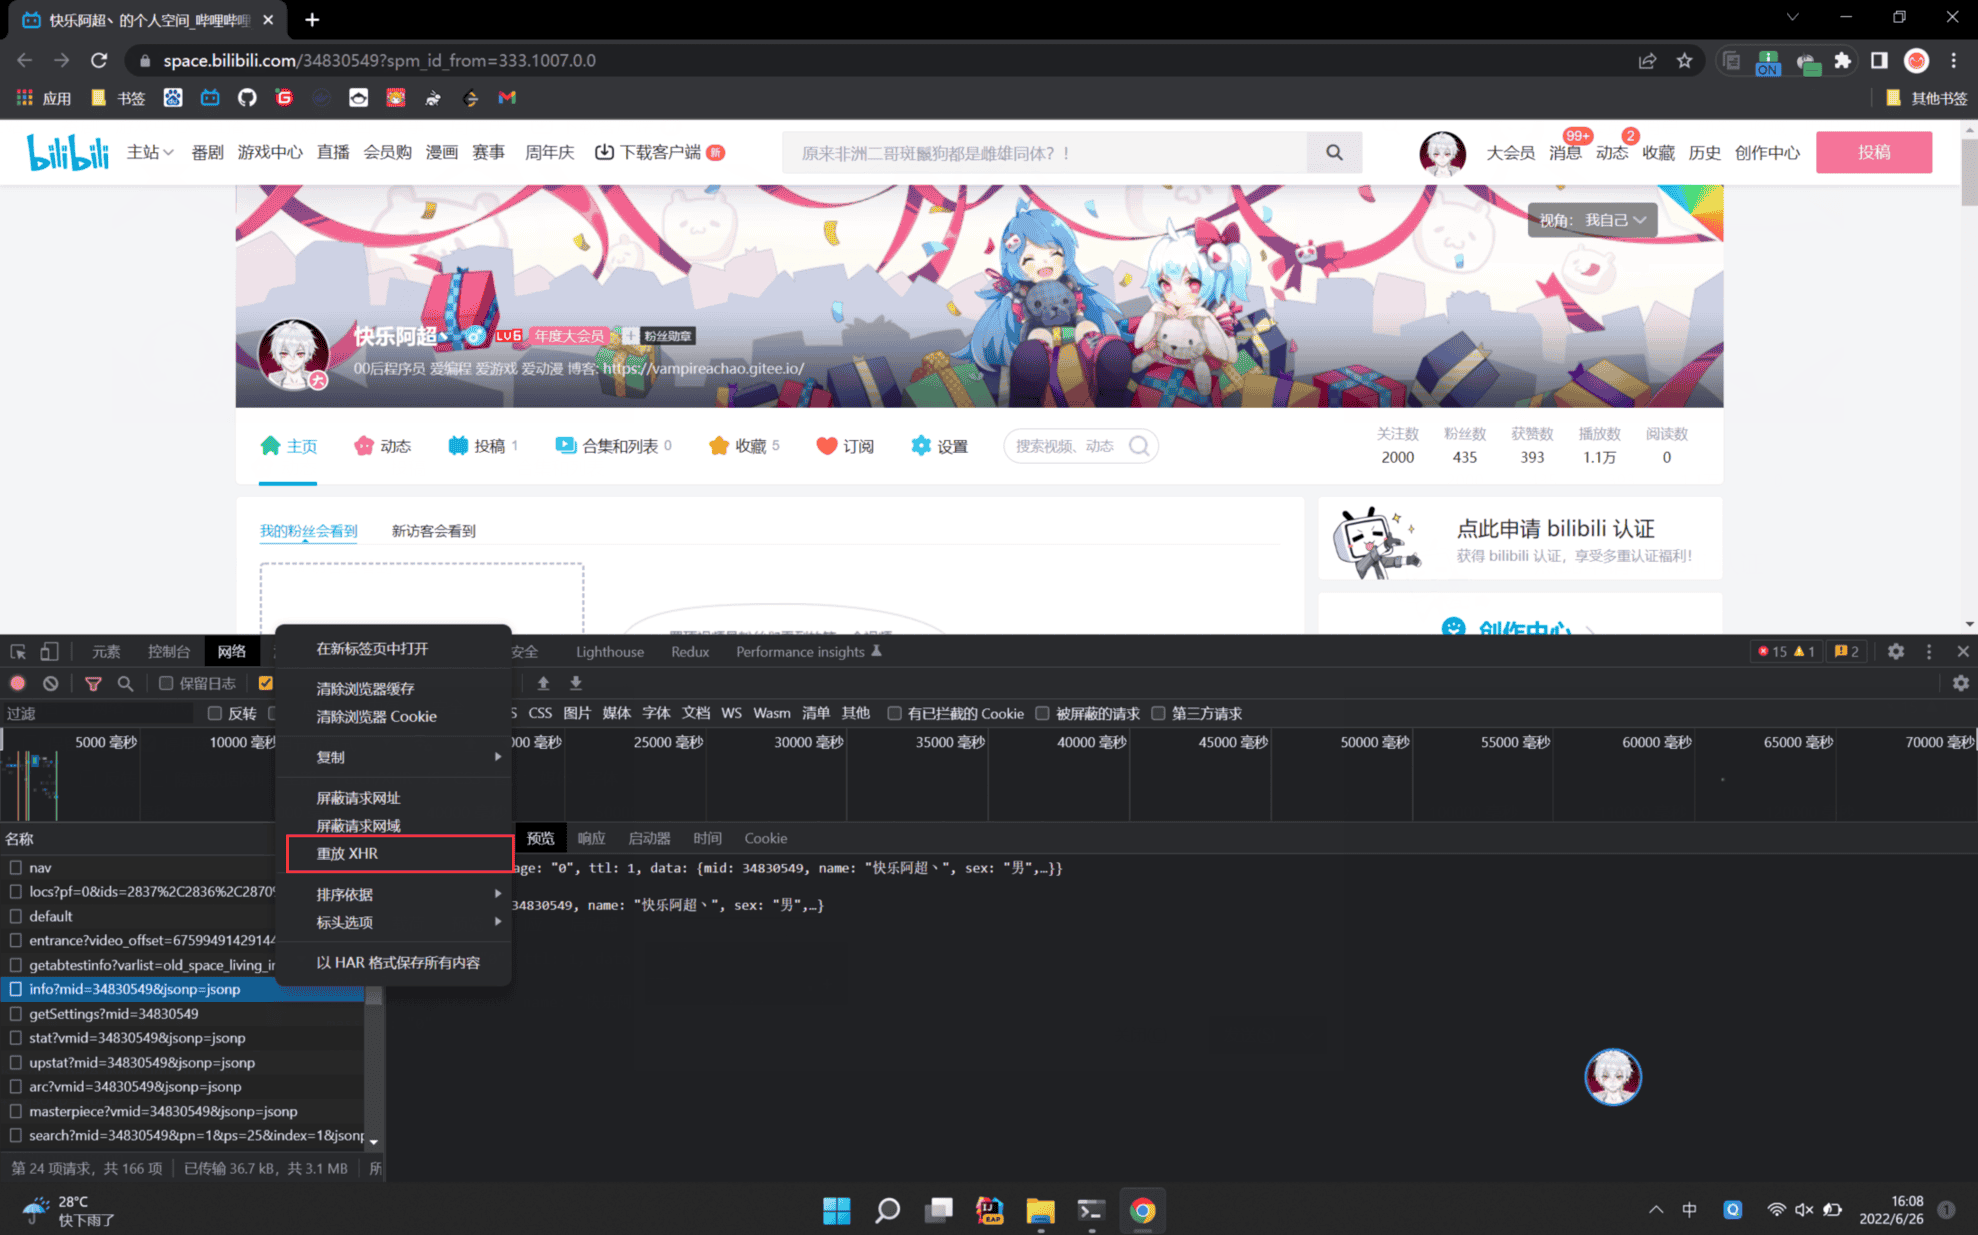 快乐阿超丶的个人空间_哔哩哔哩
space.bilibili.com/34830549?spm_id_from=333.1007.0.0
ON
应用
书签
其他书签
bilibili
主站
番剧
游戏中心
直播
会员购
漫画
赛事
周年庆
下载客户端
新
原来非洲二哥斑鬣狗都是雌雄同体？！
大会员
消息
99+
动态
2
收藏
历史
创作中心
投稿
视角： 我自己
快乐阿超丶
LV6
年度大会员
粉丝勋章
大
00后程序员 爱编程 爱游戏 爱动漫 博客: https://vampireachao.gitee.io/
主页
动态
投稿 1
合集和列表 0
收藏 5
订阅
设置
搜索视频、动态
关注数
2000
粉丝数
435
获赞数
393
播放数
1.1万
阅读数
0
我的粉丝会看到
新访客会看到
点此申请 bilibili 认证
获得 bilibili 认证，享受多重认证福利！
创作中心
元素
控制台
网络
安全
Lighthouse
Redux
Performance insights
15
1
2
保留日志
过滤
反转
S
CSS
图片
媒体
字体
文档
WS
Wasm
清单
其他
有已拦截的 Cookie
被屏蔽的请求
第三方请求
5000 毫秒
10000 毫秒
000 毫秒
25000 毫秒
30000 毫秒
35000 毫秒
40000 毫秒
45000 毫秒
50000 毫秒
55000 毫秒
60000 毫秒
65000 毫秒
70000 毫秒
在新标签页中打开
清除浏览器缓存
清除浏览器 Cookie
复制
屏蔽请求网址
屏蔽请求网域
重放 XHR
排序依据
标头选项
以 HAR 格式保存所有内容
名称
nav
locs?pf=0&ids=2837%2C2836%2C2870%
default
entrance?video_offset=67599491429144
getabtestinfo?varlist=old_space_living_in
info?mid=34830549&jsonp=jsonp
getSettings?mid=34830549
stat?vmid=34830549&jsonp=jsonp
upstat?mid=34830549&jsonp=jsonp
arc?vmid=34830549&jsonp=jsonp
masterpiece?vmid=34830549&jsonp=jsonp
search?mid=34830549&pn=1&ps=25&index=1&jsonp
第 24 项请求，共 166 项
已传输 36.7 kB，共 3.1 MB
所
预览
响应
启动器
时间
Cookie
age: "0", ttl: 1, data: {mid: 34830549, name: "快乐阿超丶", sex: "男",…}}
34830549, name: "快乐阿超丶", sex: "男",…}
28°C
快下雨了
IJ
EAP
中
16:08
2022/6/26
1